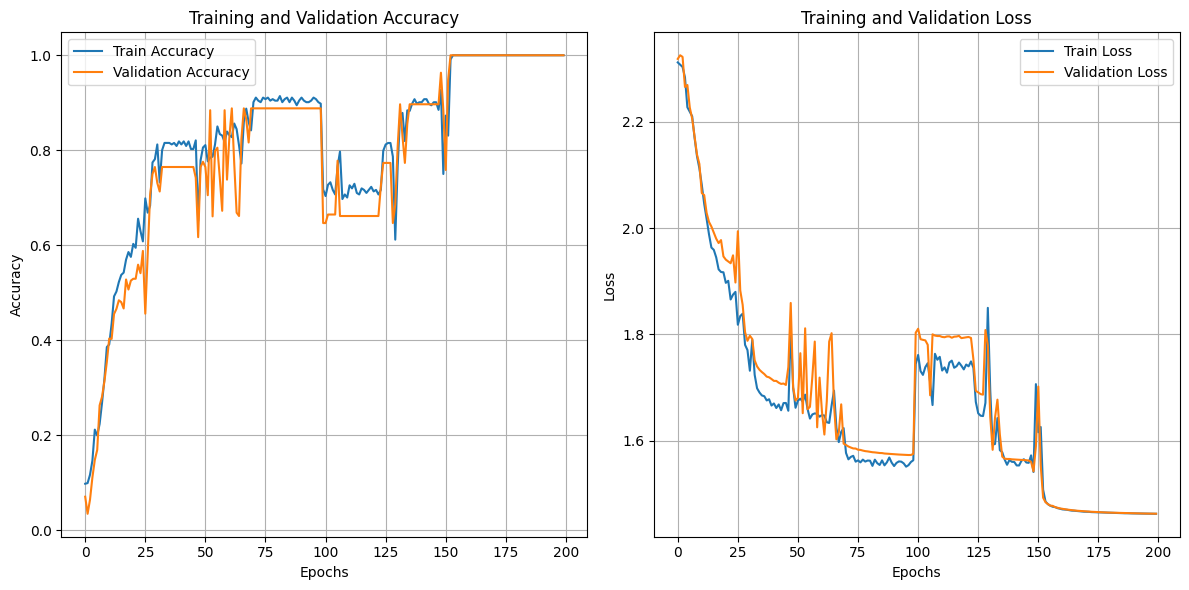 Training and Validation Accuracy
Train Accuracy
Validation Accuracy
1.0
0.8
0.6
0.4
0.2
0.0
Accuracy
0 25 50 75 100 125 150 175 200
Epochs
Training and Validation Loss
Train Loss
Validation Loss
2.2
2.0
1.8
1.6
Loss
0 25 50 75 100 125 150 175 200
Epochs